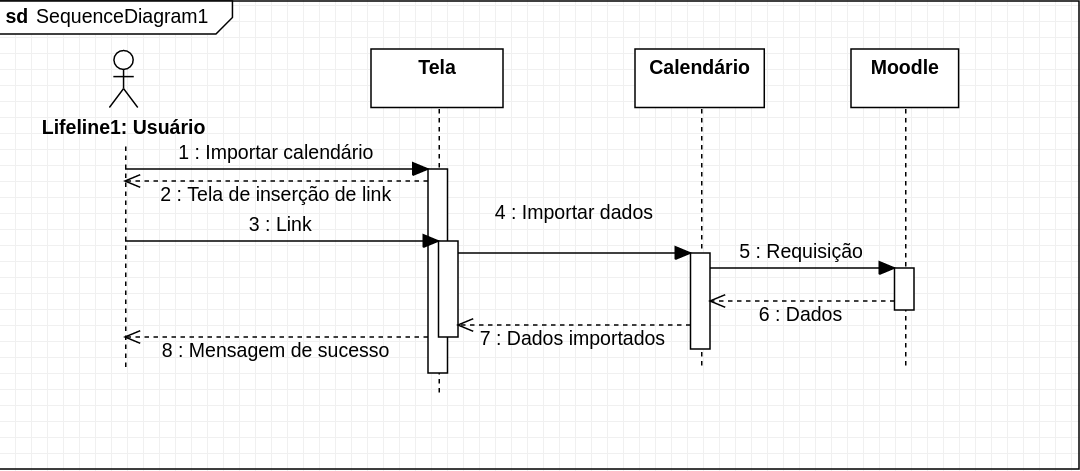 sd SequenceDiagram1
Tela
Calendário
Moodle
Lifeline1: Usuário
1 : Importar calendário
2 : Tela de inserção de link
3 : Link
4 : Importar dados
5 : Requisição
6 : Dados
7 : Dados importados
8 : Mensagem de sucesso